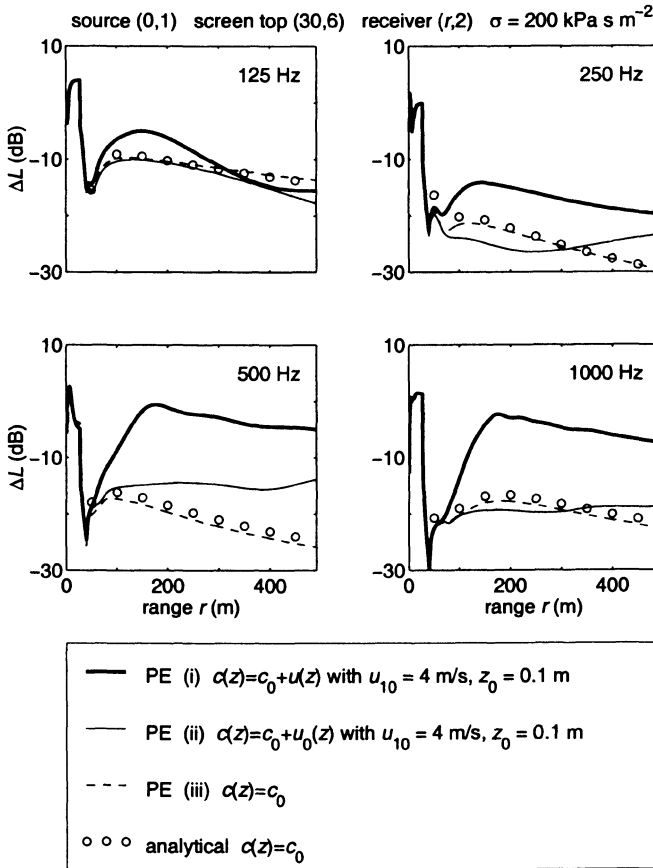 source (0,1) screen top (30,6) receiver (r,2) σ = 200 kPa s m⁻²
10
−10
−30
ΔL (dB)
125 Hz
10
−10
−30
250 Hz
10
−10
−30
ΔL (dB)
500 Hz
0 200 400
range r (m)
10
−10
−30
1000 Hz
0 200 400
range r (m)
PE (i) c(z)=c₀+u(z) with u₁₀ = 4 m/s, z₀ = 0.1 m
PE (ii) c(z)=c₀+u₀(z) with u₁₀ = 4 m/s, z₀ = 0.1 m
PE (iii) c(z)=c₀
analytical c(z)=c₀